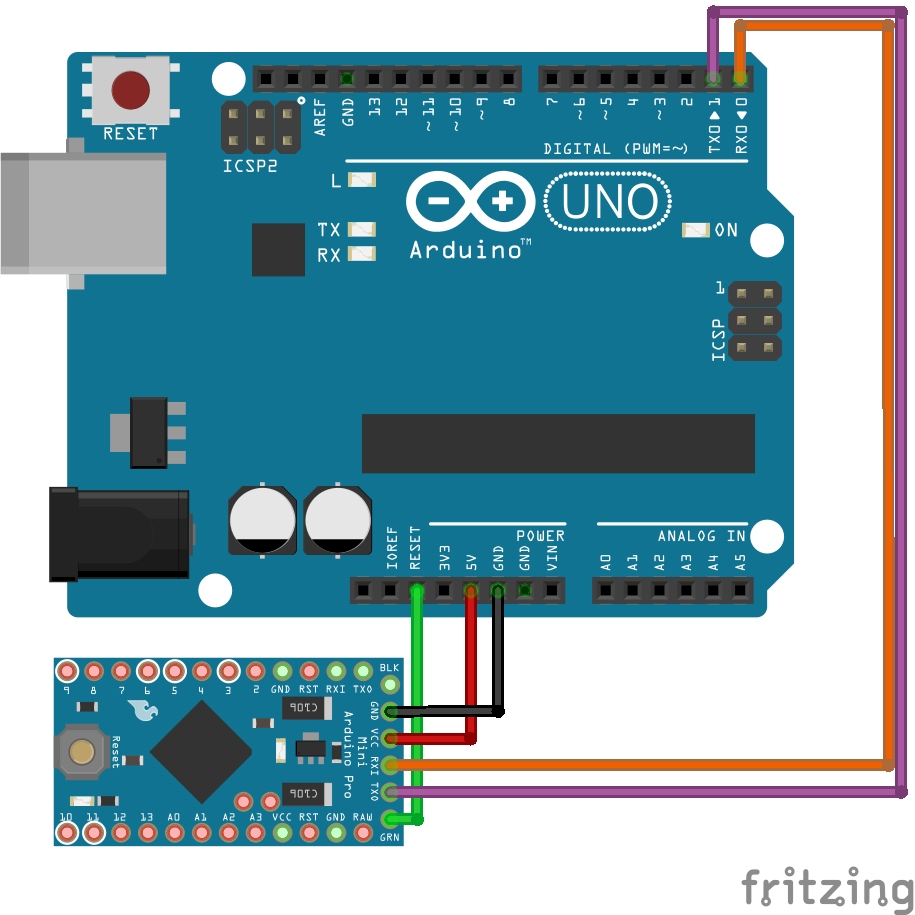 RESET
ICSP2
AREF
GND
13
12
~11
~10
~9
8
7
~6
~5
4
~3
2
TX0▶1
RX0◀0
DIGITAL (PWM=~)
L
TX
RX
UNO
Arduino™
ON
1
ICSP
POWER
ANALOG IN
IOREF
RESET
3V3
5V
GND
GND
VIN
A0
A1
A2
A3
A4
A5
9 8 7 6 5 4 3 2 GND RST RXI TXO
BLK
GND
VCC
RXI
TXO
GRN
Reset
Arduino Pro
Mini
10 11 12 13 A0 A1 A2 A3 VCC RST GND RAW
fritzing